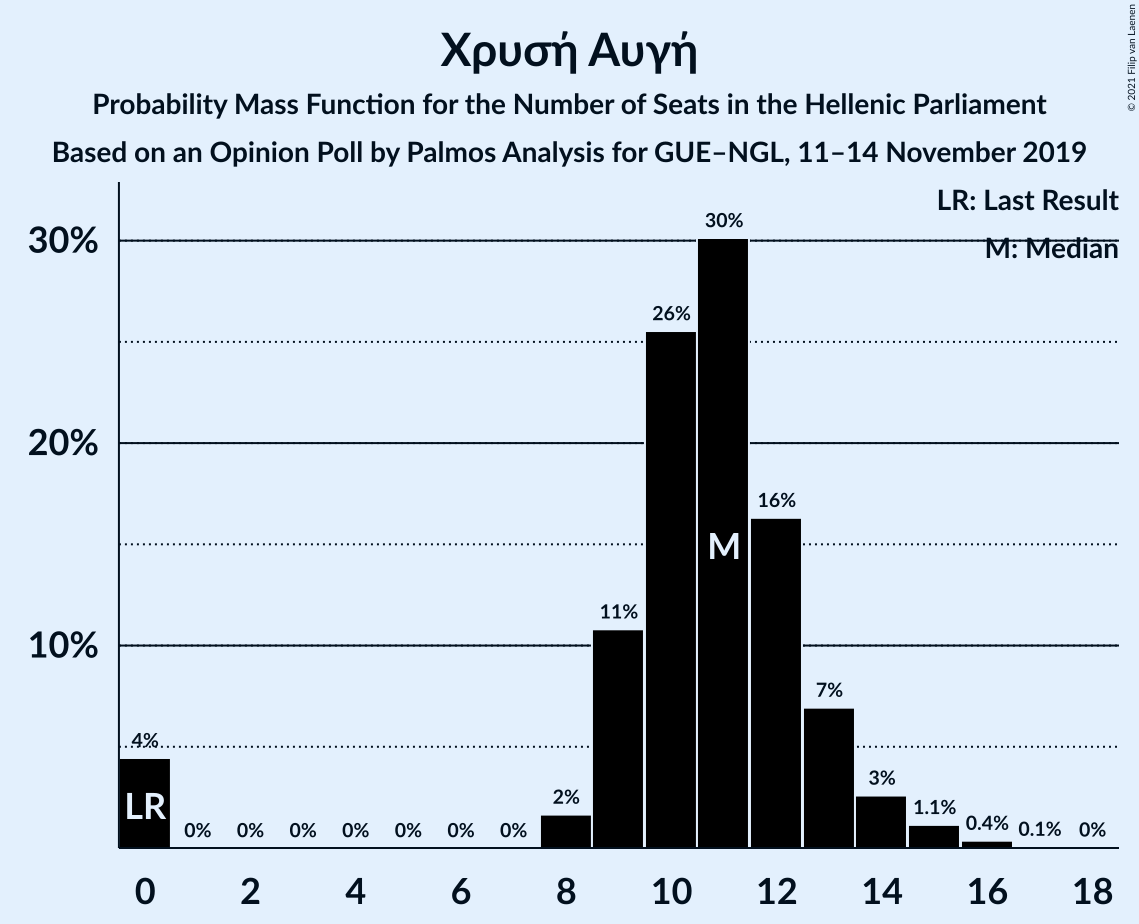 Χρυσή Αυγή
Probability Mass Function for the Number of Seats in the Hellenic Parliament
Based on an Opinion Poll by Palmos Analysis for GUE–NGL, 11–14 November 2019
© 2021 Filip van Laenen
LR: Last Result
M: Median
30%
20%
10%
4%
0%
0%
0%
0%
0%
0%
0%
2%
11%
26%
30%
16%
7%
3%
1.1%
0.4%
0.1%
0%
LR
M
0 2 4 6 8 10 12 14 16 18